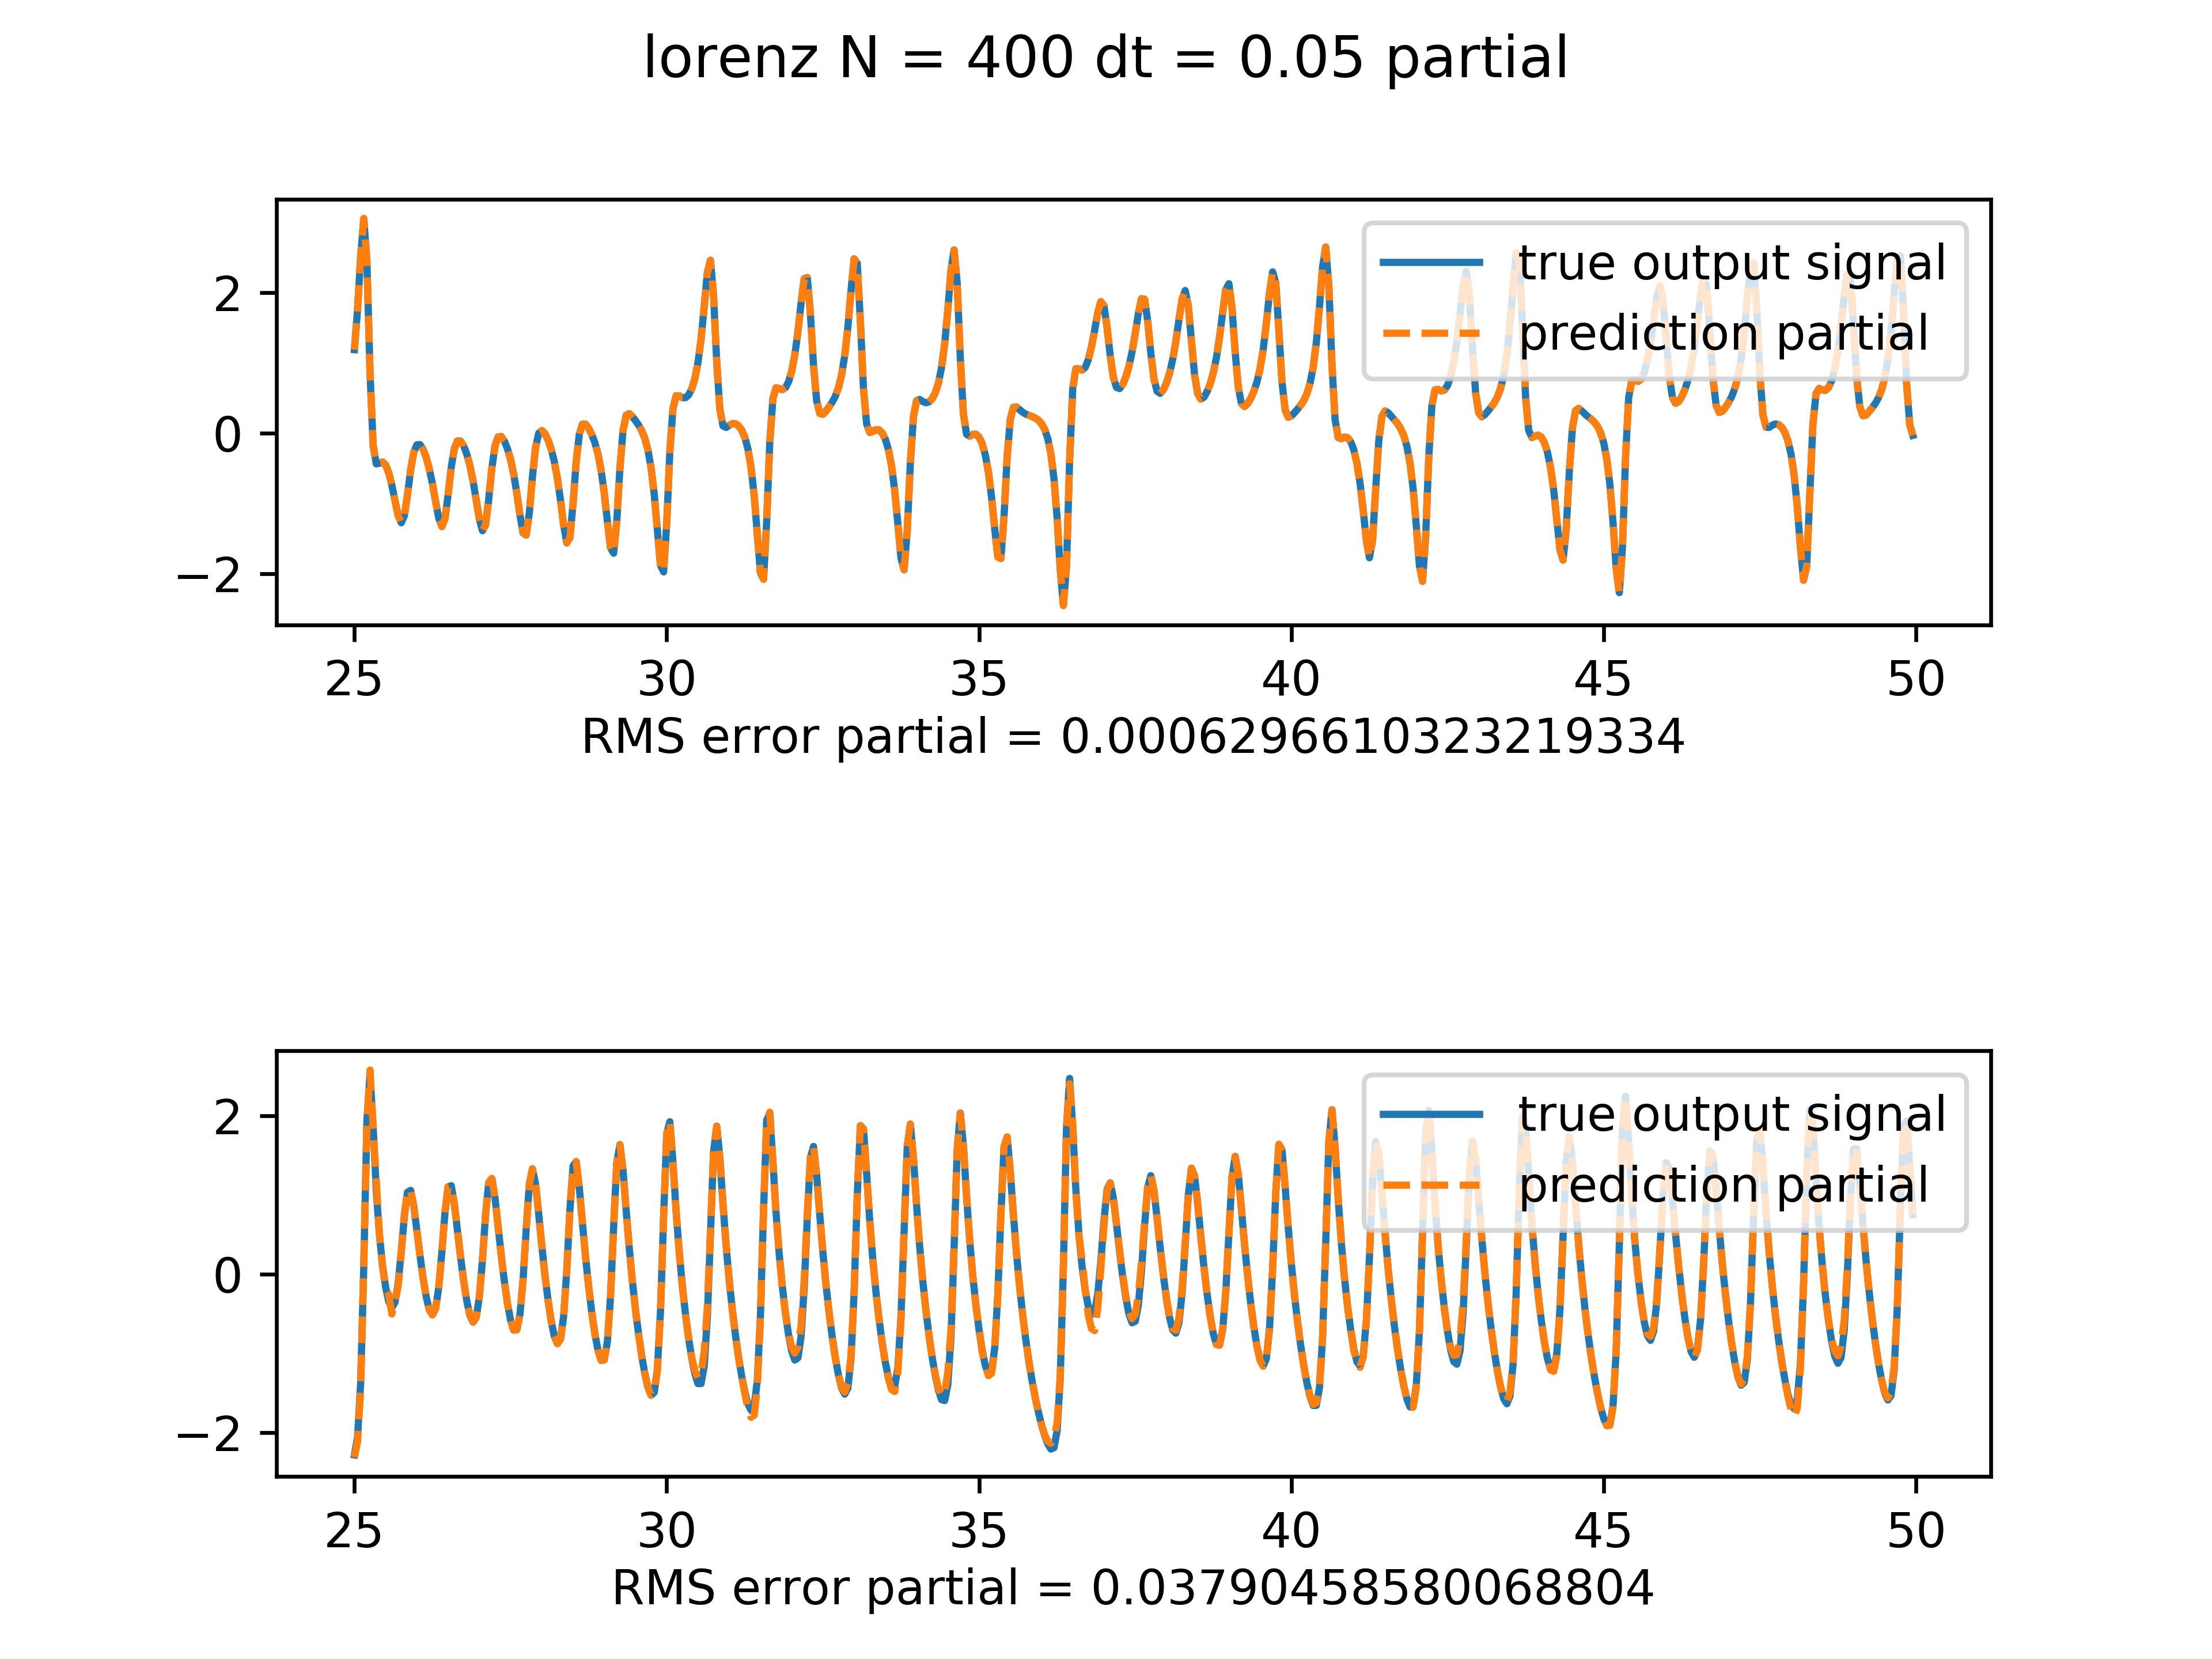 lorenz N = 400 dt = 0.05 partial
true output signal
prediction partial
2
0
−2
25 30 35 40 45 50
RMS error partial = 0.0006296610323219334
true output signal
prediction partial
2
0
−2
25 30 35 40 45 50
RMS error partial = 0.03790458580068804